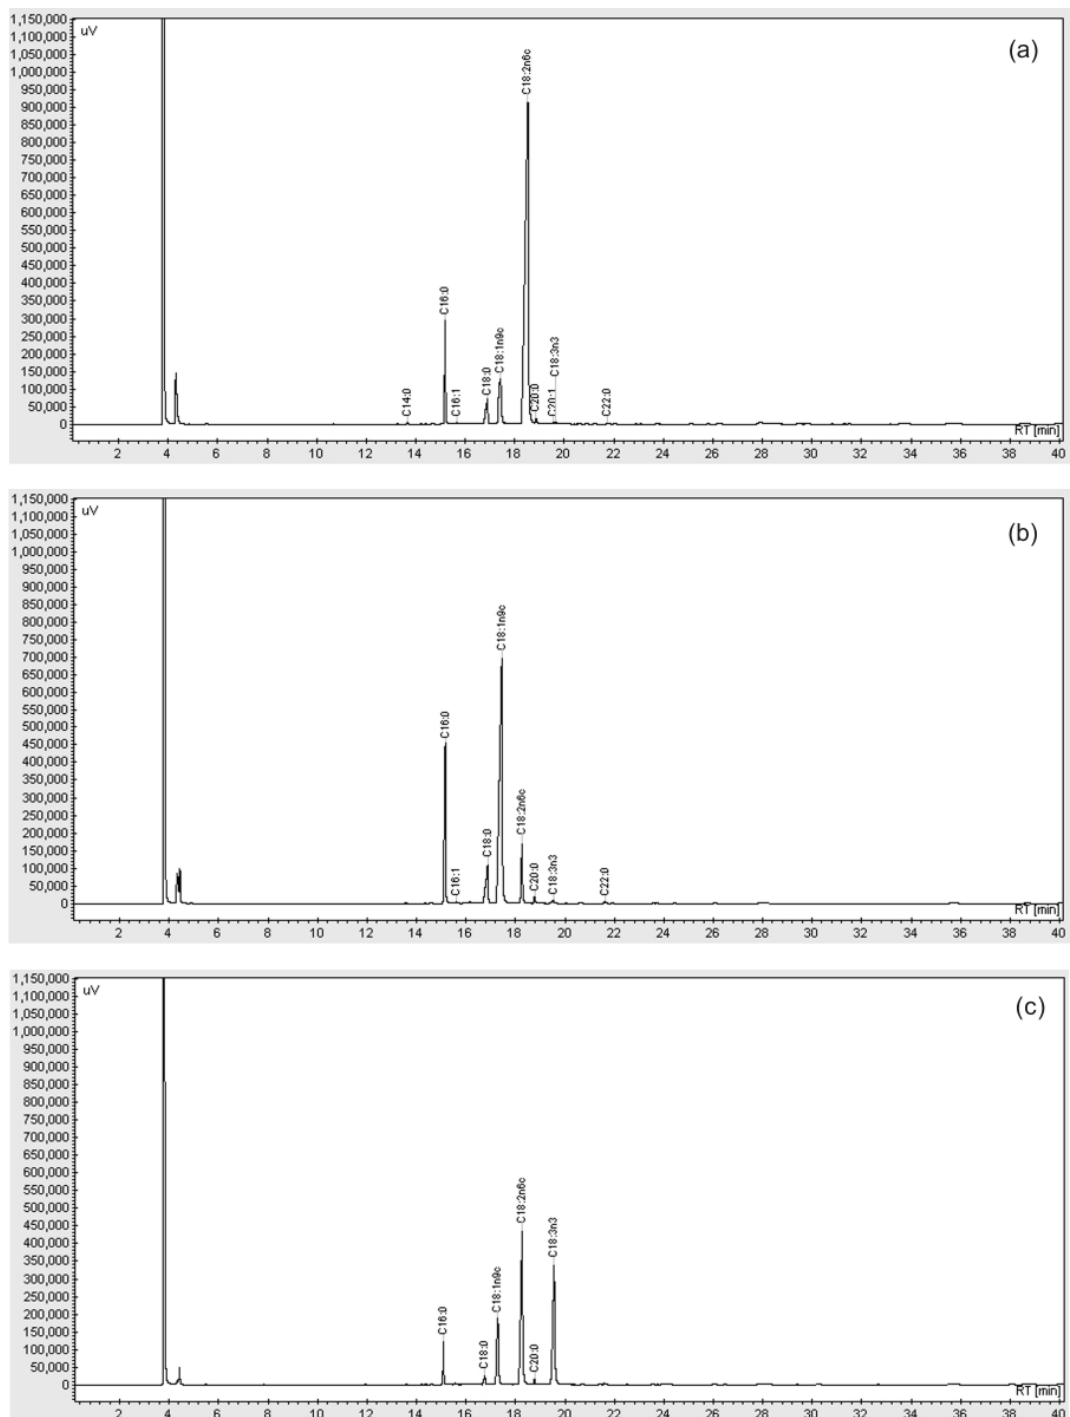 1,150,000
uV
(a)
1,100,000
1,050,000
1,000,000
950,000
900,000
850,000
800,000
750,000
700,000
650,000
600,000
550,000
500,000
450,000
400,000
350,000
300,000
250,000
200,000
150,000
100,000
50,000
0
C14:0
C16:0
C16:1
C18:0
C18:1n9c
C18:2n6c
C20:0
C20:1
C18:3n3
C22:0
RT [min]
2 4 6 8 10 12 14 16 18 20 22 24 26 28 30 32 34 36 38 40
1,150,000
uV
(b)
1,100,000
1,050,000
1,000,000
950,000
900,000
850,000
800,000
750,000
700,000
650,000
600,000
550,000
500,000
450,000
400,000
350,000
300,000
250,000
200,000
150,000
100,000
50,000
0
C16:0
C16:1
C18:0
C18:1n9c
C18:2n6c
C20:0
C18:3n3
C22:0
RT [min]
2 4 6 8 10 12 14 16 18 20 22 24 26 28 30 32 34 36 38 40
1,150,000
uV
(c)
1,100,000
1,050,000
1,000,000
950,000
900,000
850,000
800,000
750,000
700,000
650,000
600,000
550,000
500,000
450,000
400,000
350,000
300,000
250,000
200,000
150,000
100,000
50,000
0
C16:0
C18:0
C18:1n9c
C18:2n6c
C20:0
C18:3n3
RT [min]
2 4 6 8 10 12 14 16 18 20 22 24 26 28 30 32 34 36 38 40